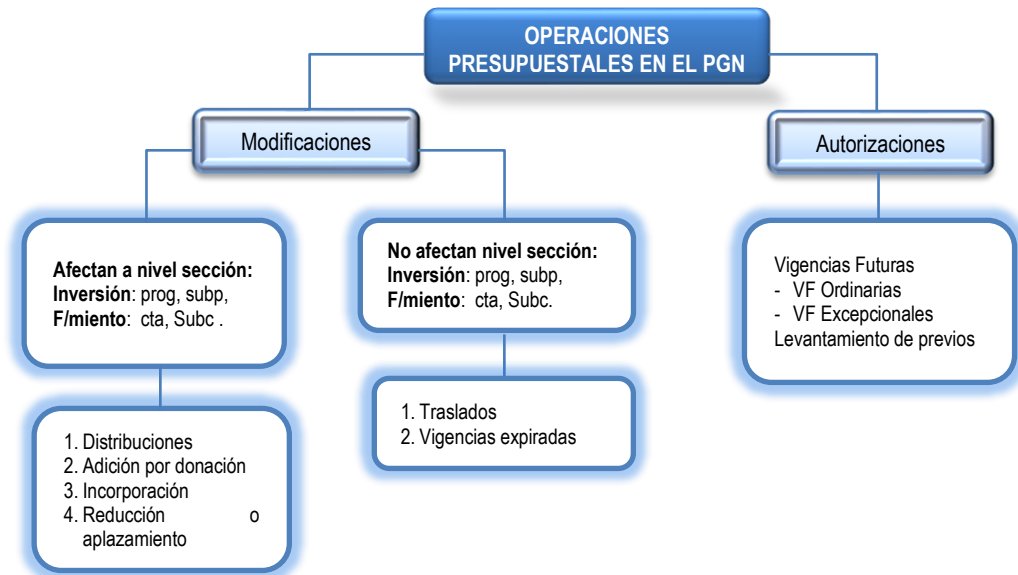 OPERACIONES
PRESUPUESTALES EN EL PGN
Modificaciones
Autorizaciones
Afectan a nivel sección:
Inversión: prog, subp,
F/miento: cta, Subc .
No afectan nivel sección:
Inversión: prog, subp,
F/miento: cta, Subc.
Vigencias Futuras
- VF Ordinarias
- VF Excepcionales
Levantamiento de previos
1. Distribuciones
2. Adición por donación
3. Incorporación
4. Reducción o
aplazamiento
1. Traslados
2. Vigencias expiradas